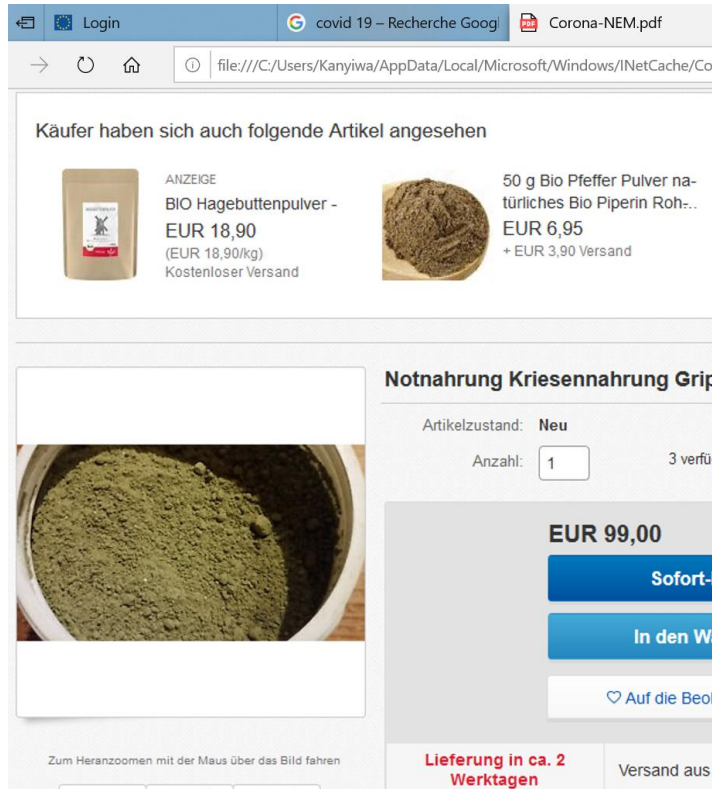 Login
covid 19 – Recherche Googl
Corona-NEM.pdf
file:///C:/Users/Kanyiwa/AppData/Local/Microsoft/Windows/INetCache/Co
Käufer haben sich auch folgende Artikel angesehen
ANZEIGE
BIO Hagebuttenpulver -
EUR 18,90
(EUR 18,90/kg)
Kostenloser Versand
50 g Bio Pfeffer Pulver na-
türliches Bio Piperin Roh-...
EUR 6,95
+ EUR 3,90 Versand
Notnahrung Kriesennahrung Grip
Artikelzustand: Neu
Anzahl: 1 3 verfü
EUR 99,00
Sofort-
In den Wa
Auf die Beo
Zum Heranzoomen mit der Maus über das Bild fahren
Lieferung in ca. 2
Werktagen
Versand aus